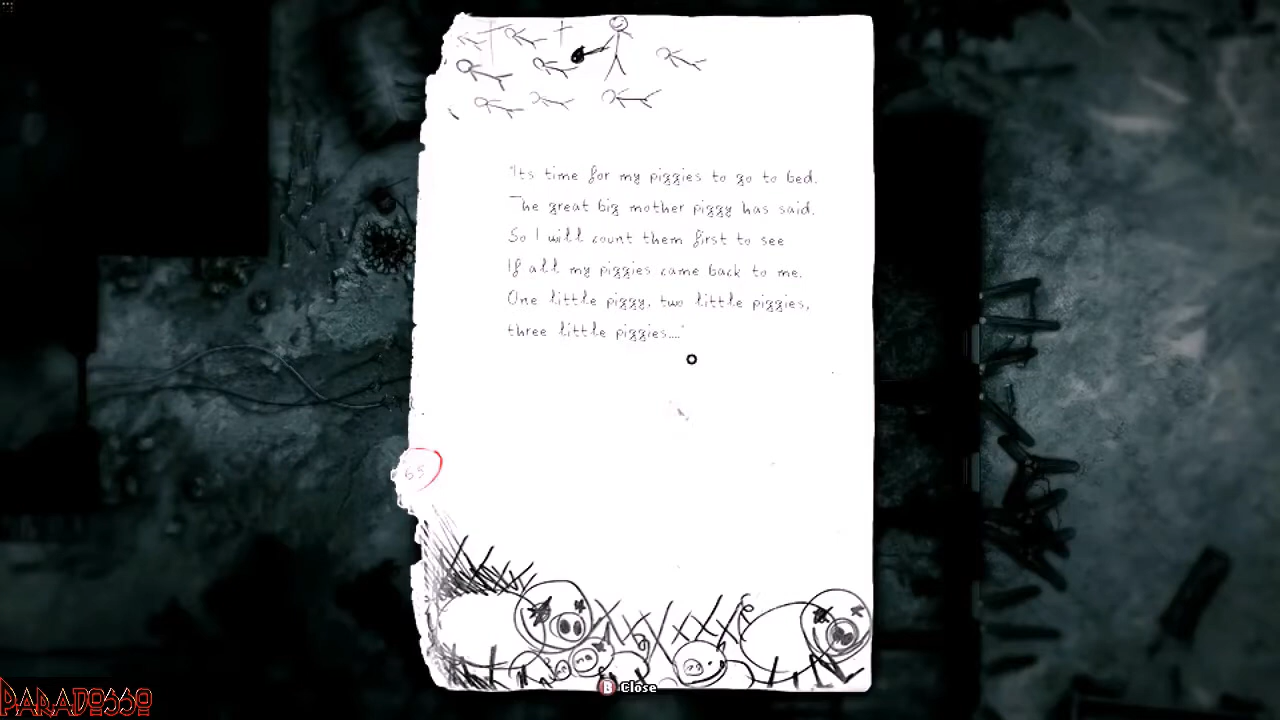 "Its time for my piggies to go to bed.
The great big mother piggy has said.
So I will count them first to see
If all my piggies came back to me.
One little piggy, two little piggies,
three little piggies...."
65
B Close
PARADOSSO